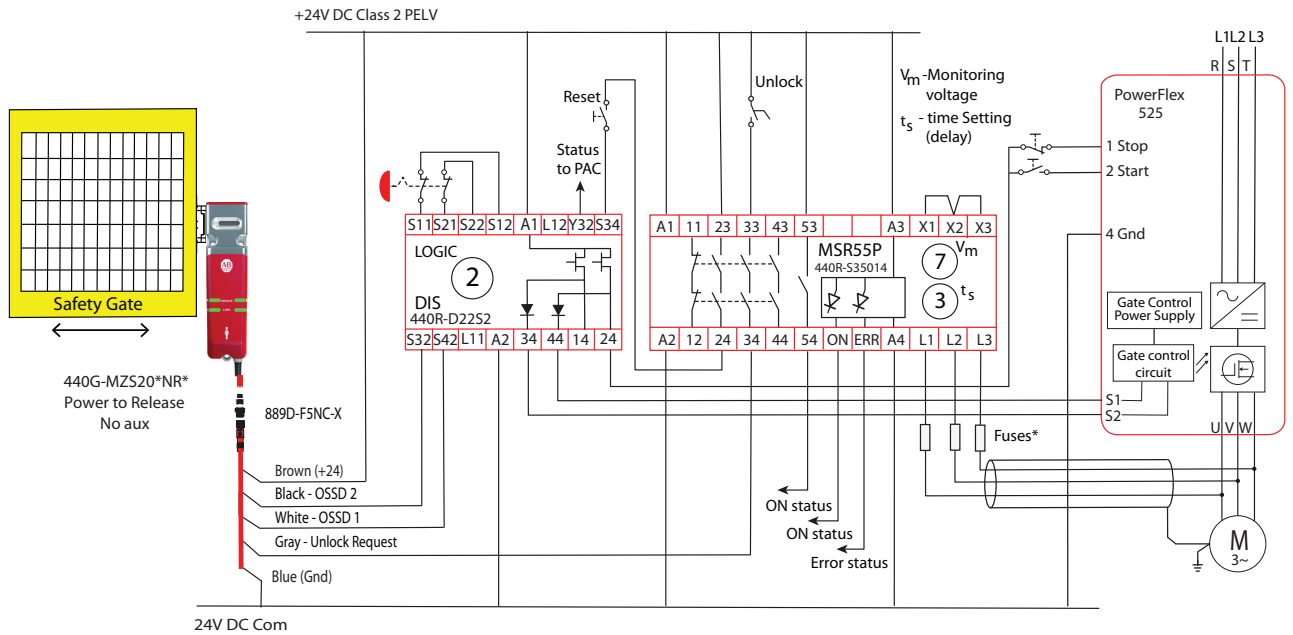 +24V DC Class 2 PELV
L1 L2 L3
R S T
Unlock
Vm - Monitoring
voltage
ts - time Setting
(delay)
PowerFlex
525
Reset
Status
to PAC
1 Stop
2 Start
S11 S21 S22 S12 A1 L12 Y32 S34
A1 11 23 33 43 53 A3 X1 X2 X3
LOGIC
2
DIS
440R-D22S2
MSR55P
440R-S35014
7 Vm
3 ts
4 Gnd
AB
Safety Gate
Gate Control
Power Supply
Gate control
circuit
S32 S42 L11 A2 34 44 14 24
A2 12 24 34 44 54 ON ERR A4 L1 L2 L3
440G-MZS20*NR*
Power to Release
No aux
889D-F5NC-X
S1
S2
U V W
Fuses*
Brown (+24)
Black - OSSD 2
White - OSSD 1
Gray - Unlock Request
Blue (Gnd)
ON status
ON status
Error status
M
3~
24V DC Com